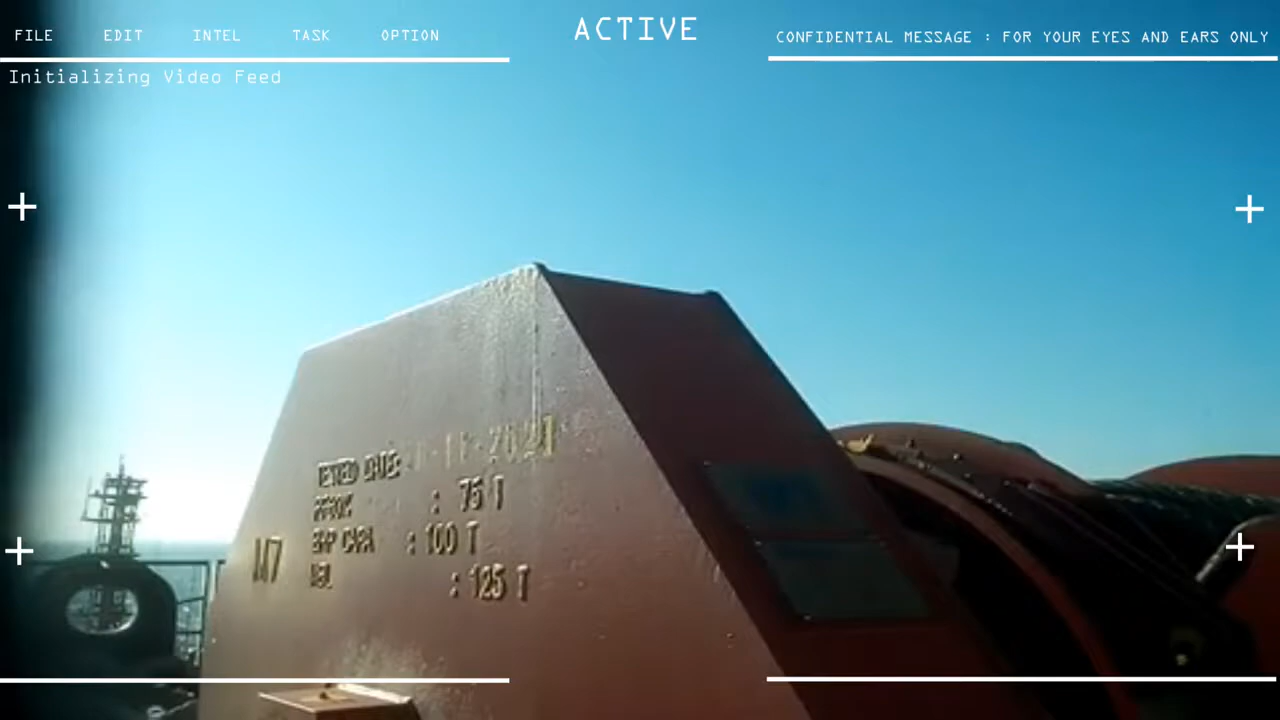 FILE EDIT INTEL TASK OPTION
ACTIVE
CONFIDENTIAL MESSAGE : FOR YOUR EYES AND EARS ONLY
Initializing Video Feed
TESTED DATE:
: 75 T
CAPA : 100 T
: 125 T
M7